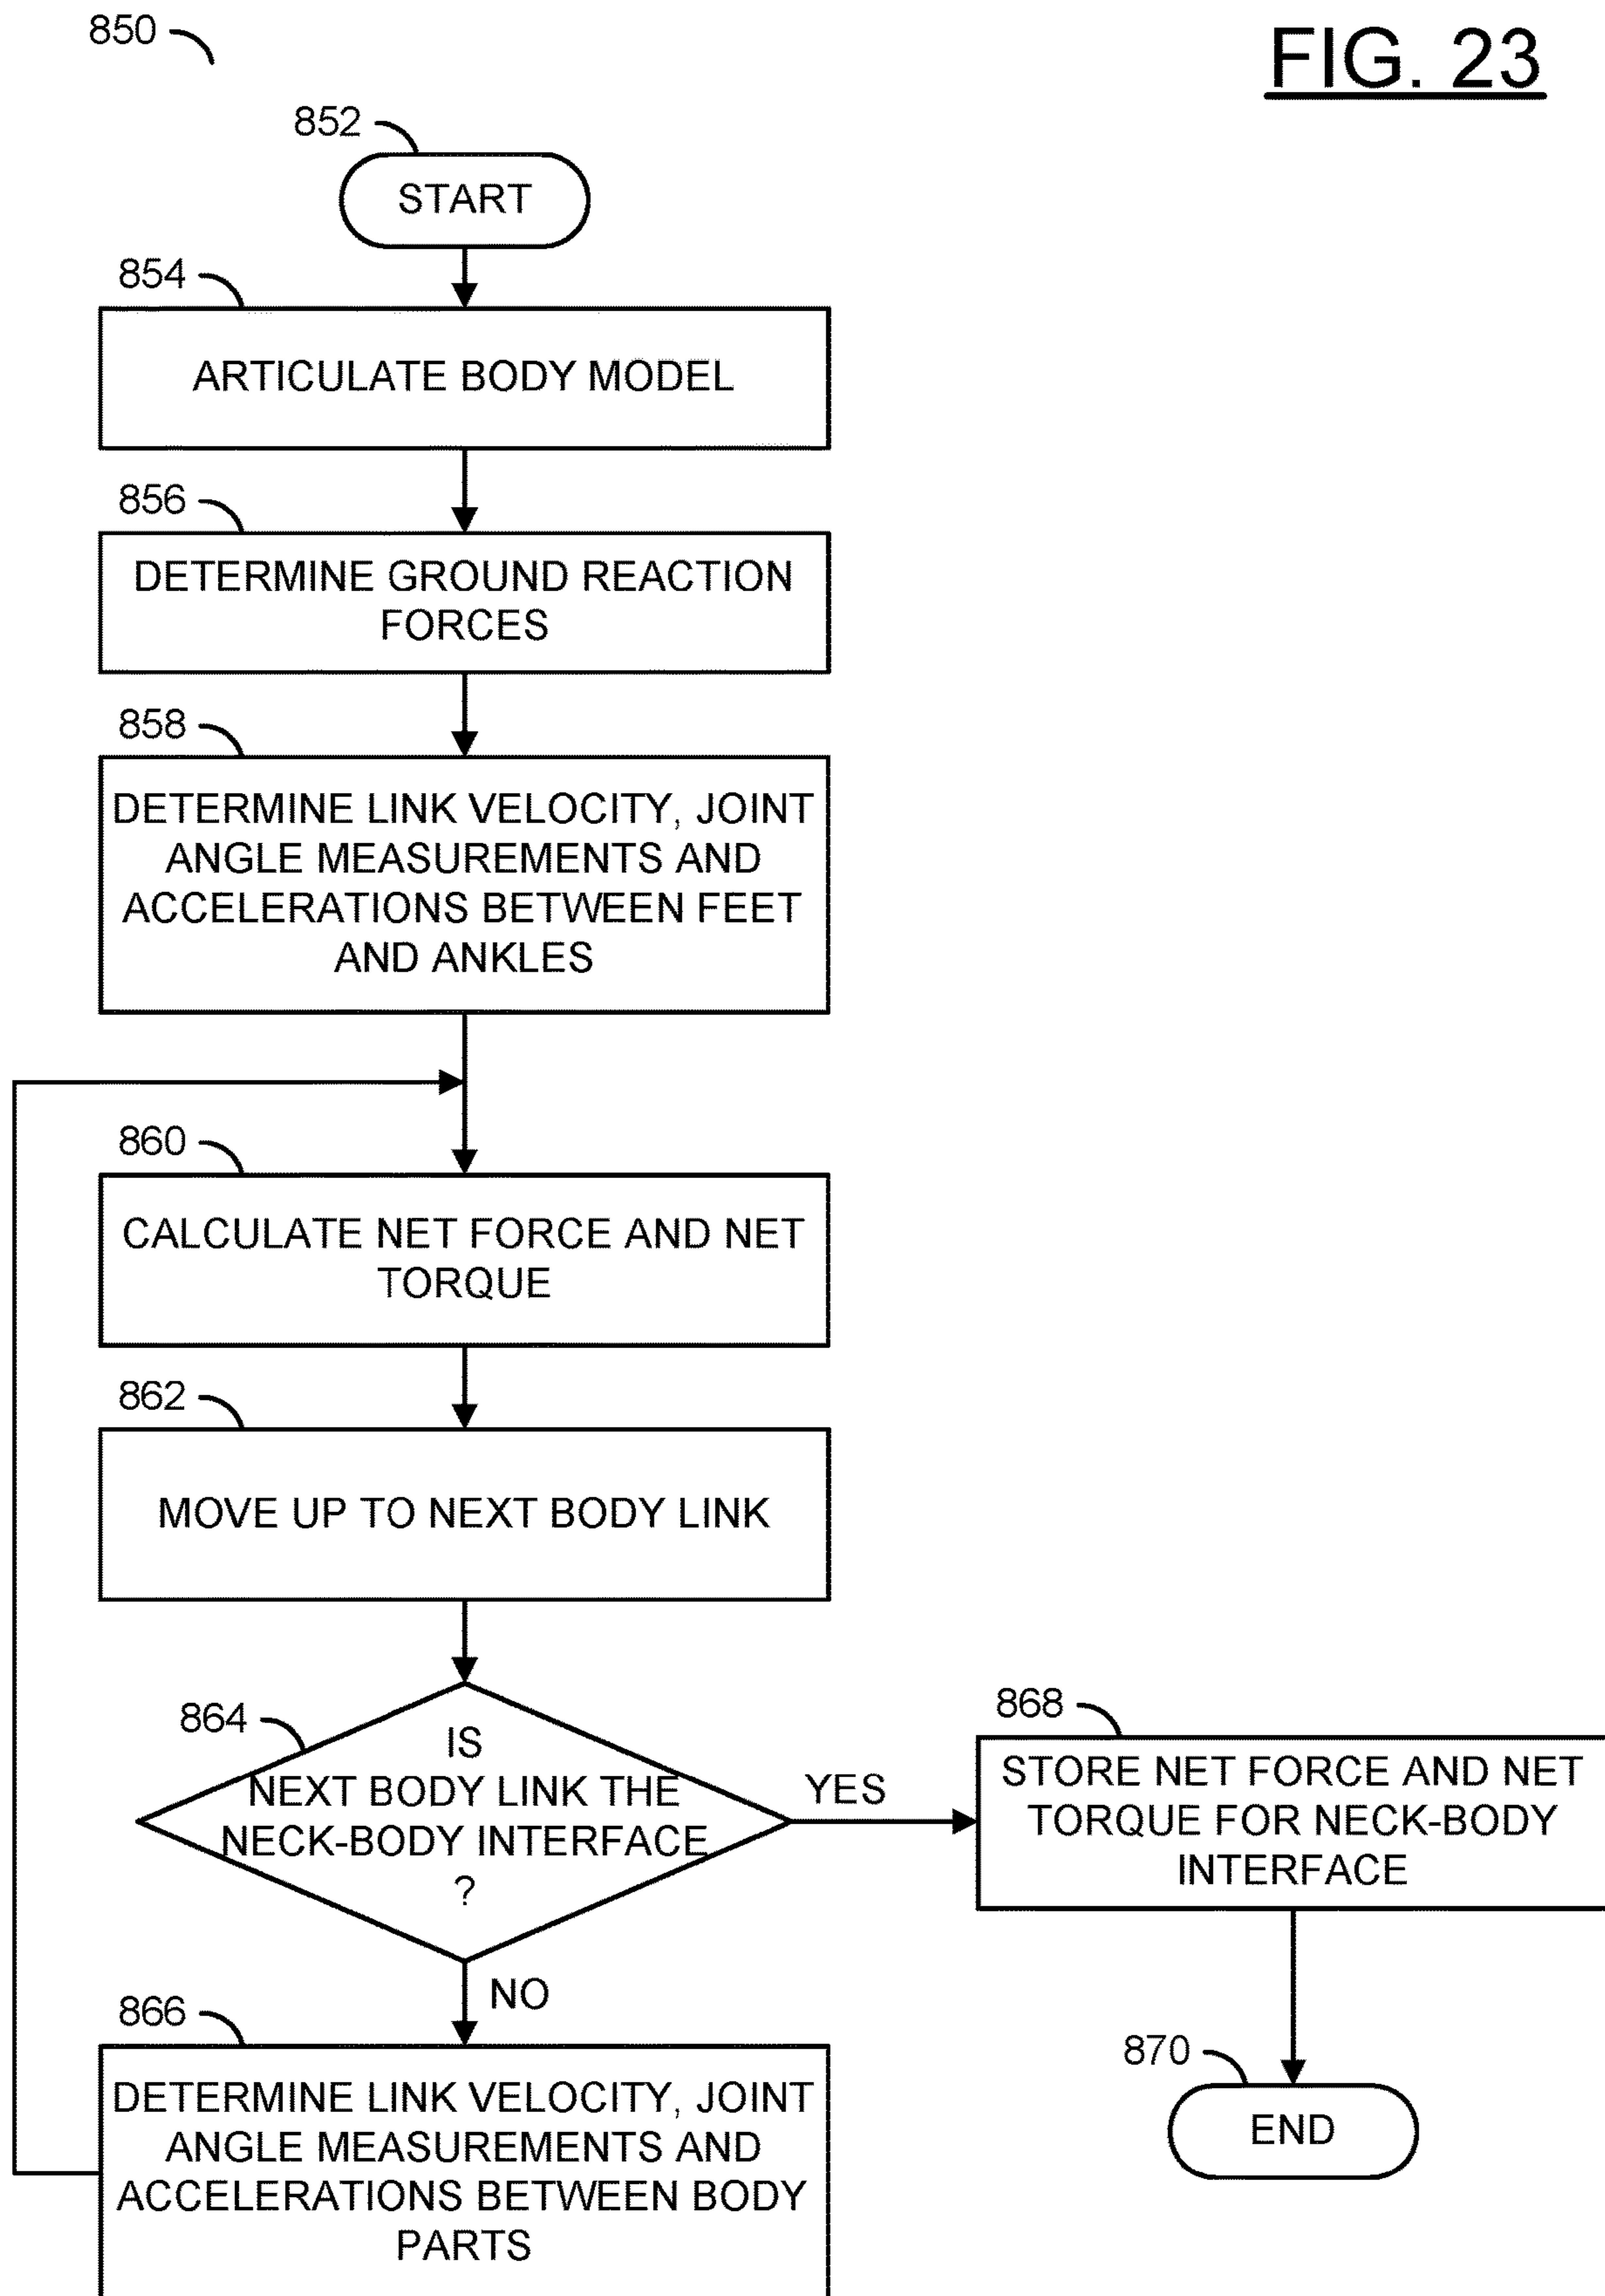 850
FIG. 23
852
START
854
ARTICULATE BODY MODEL
856
DETERMINE GROUND REACTION
FORCES
858
DETERMINE LINK VELOCITY, JOINT
ANGLE MEASUREMENTS AND
ACCELERATIONS BETWEEN FEET
AND ANKLES
860
CALCULATE NET FORCE AND NET
TORQUE
862
MOVE UP TO NEXT BODY LINK
864
IS
NEXT BODY LINK THE
NECK-BODY INTERFACE
?
YES
NO
868
STORE NET FORCE AND NET
TORQUE FOR NECK-BODY
INTERFACE
866
DETERMINE LINK VELOCITY, JOINT
ANGLE MEASUREMENTS AND
ACCELERATIONS BETWEEN BODY
PARTS
870
END